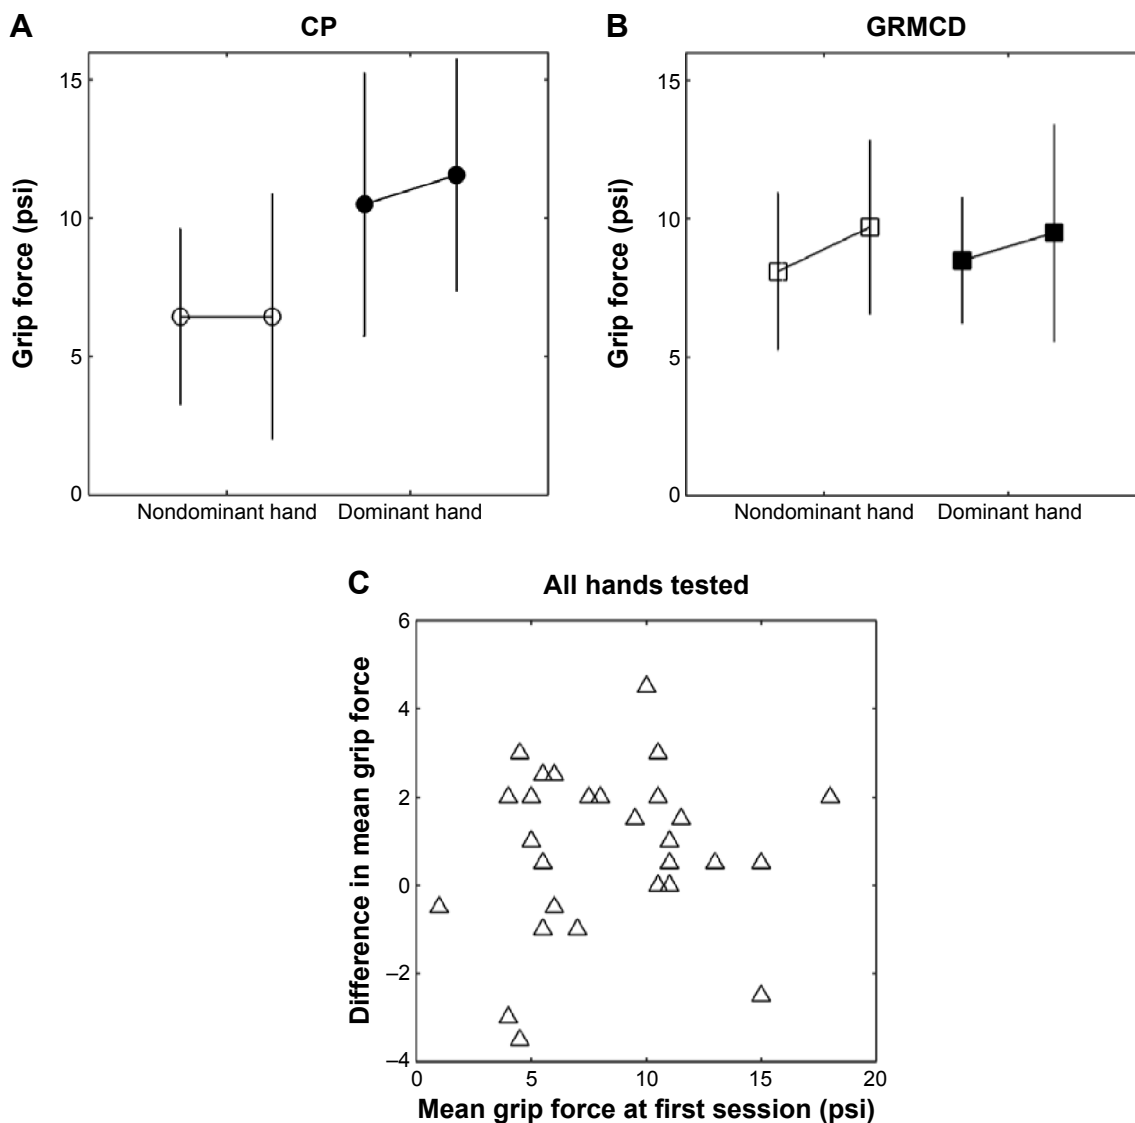 A
CP
15
10
5
0
Grip force (psi)
Nondominant hand
Dominant hand
B
GRMCD
15
10
5
0
Grip force (psi)
Nondominant hand
Dominant hand
C
All hands tested
6
4
2
0
–2
–4
Difference in mean grip force
0
5
10
15
20
Mean grip force at first session (psi)